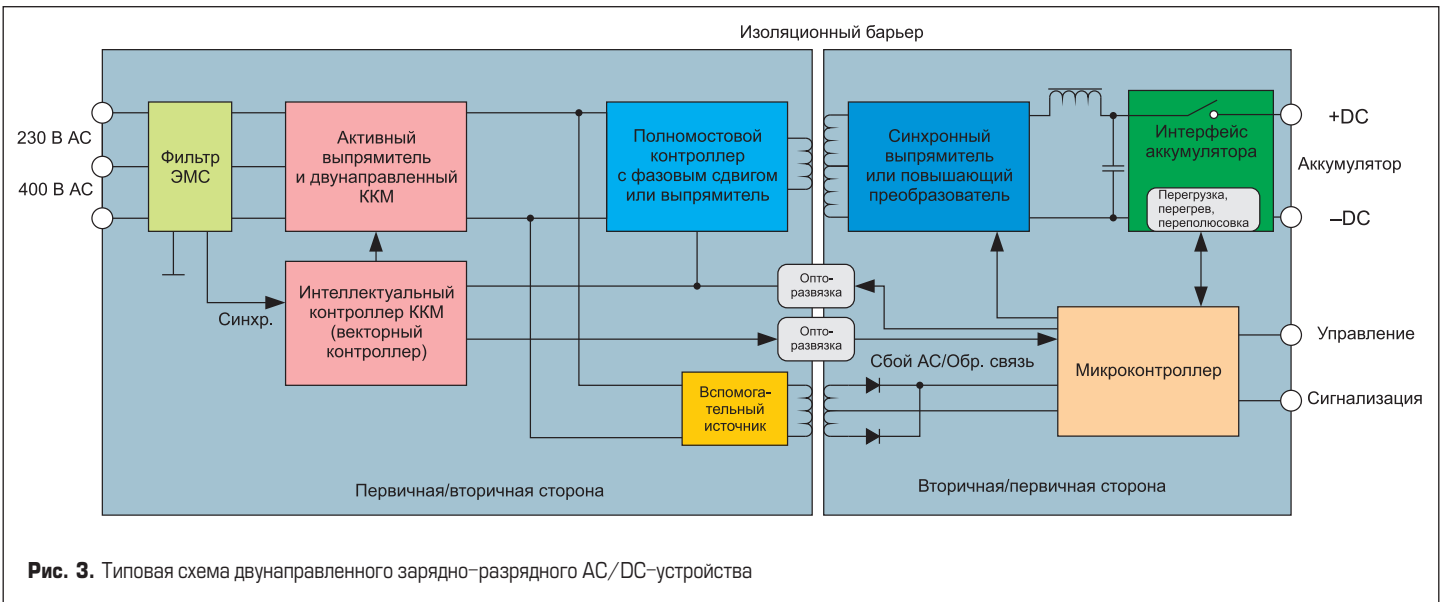 Изоляционный барьер
230 В AC
400 В AC
Фильтр
ЭМС
Активный
выпрямитель
и двунаправленный
ККМ
Полномостовой
контроллер
с фазовым сдвигом
или выпрямитель
Синхронный
выпрямитель
или повышающий
преобразователь
Интерфейс
аккумулятора
Перегрузка,
перегрев,
переполюсовка
+DC
Аккумулятор
–DC
Синхр.
Интеллектуальный
контроллер ККМ
(векторный
контроллер)
Опто-
развязка
Опто-
развязка
Сбой AC/Обр. связь
Микроконтроллер
Управление
Сигнализация
Вспомога-
тельный
источник
Первичная/вторичная сторона
Вторичная/первичная сторона
Рис. 3. Типовая схема двунаправленного зарядно-разрядного AC/DC-устройства